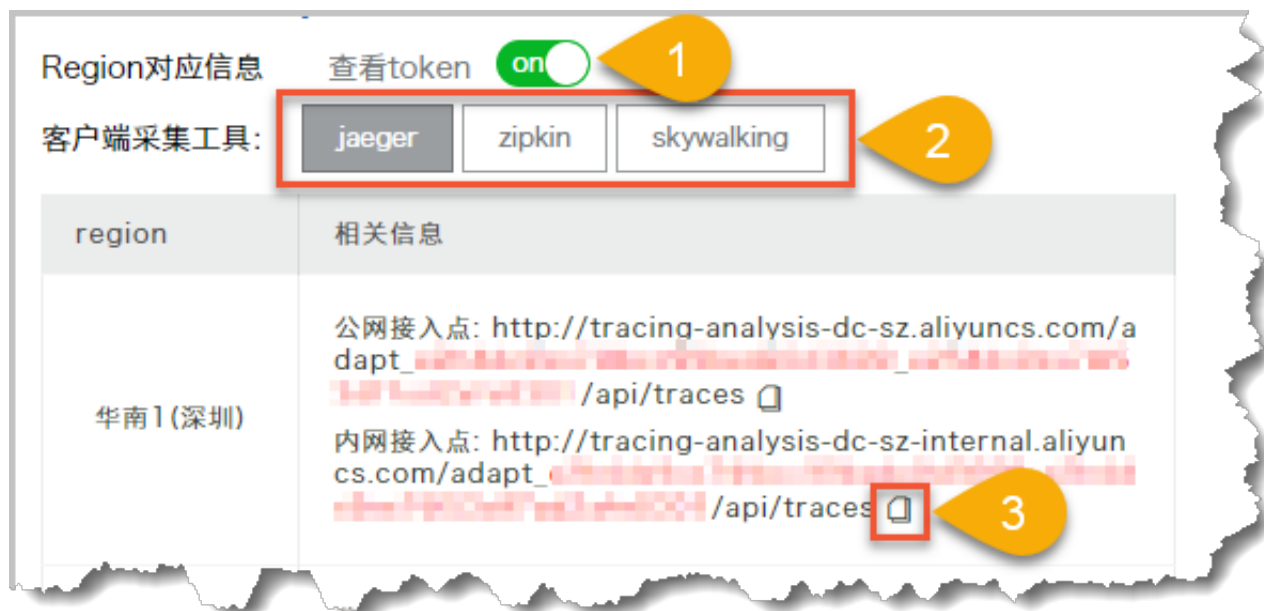 Region对应信息 查看token on 1
客户端采集工具: jaeger zipkin skywalking 2
region 相关信息
公网接入点: http://tracing-analysis-dc-sz.aliyuncs.com/a
dapt_
/api/traces
华南1(深圳)
内网接入点: http://tracing-analysis-dc-sz-internal.aliyun
cs.com/adapt_
/api/traces 3